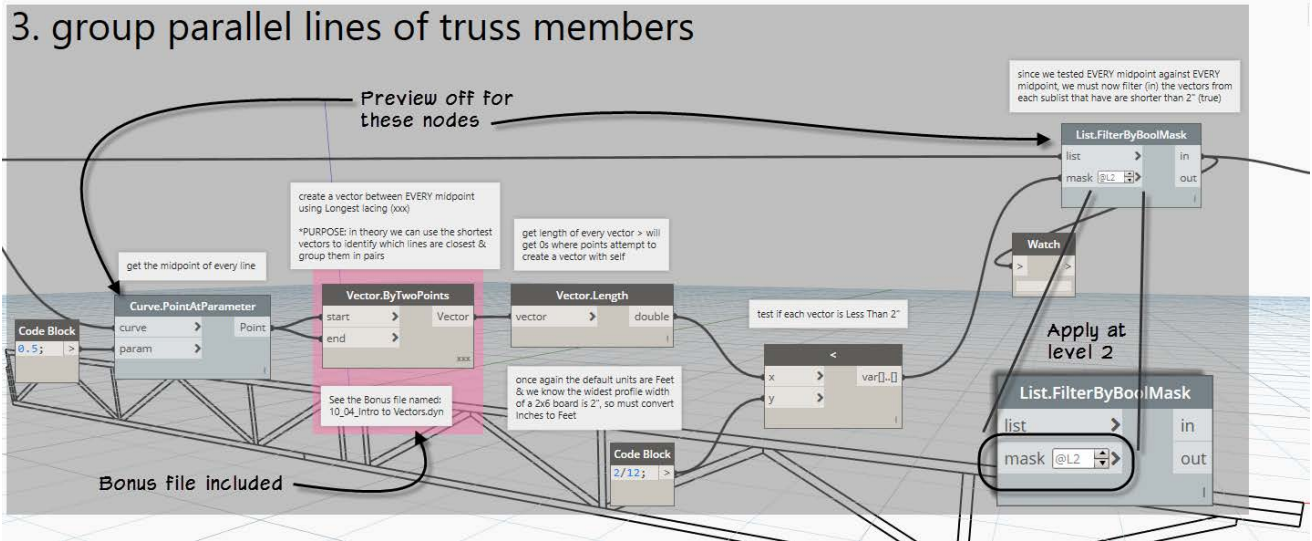 3. group parallel lines of truss members
Preview off for
these nodes
since we tested EVERY midpoint against EVERY
midpoint, we must now filter (in) the vectors from
each sublist that have are shorter than 2" (true)
List.FilterByBoolMask
list > in
mask @L2 > out
I
create a vector between EVERY midpoint
using Longest lacing (xxx)
*PURPOSE: in theory we can use the shortest
vectors to identify which lines are closest &
group them in pairs
get length of every vector > will
get 0s where points attempt to
create a vector with self
get the midpoint of every line
Watch
> >
Curve.PointAtParameter
curve > Point
param >
I
Vector.ByTwoPoints
start > Vector
end >
xxx
Vector.Length
vector > double
I
test if each vector is Less Than 2"
Code Block
0.5; >
<
x > var[]..[]
y >
I
Apply at
level 2
See the Bonus file named:
10_04_Intro to Vectors.dyn
once again the default units are Feet
& we know the widest profile width
of a 2x6 board is 2", so must convert
Inches to Feet
List.FilterByBoolMask
list > in
mask @L2 > out
I
Code Block
2/12; >
Bonus file included